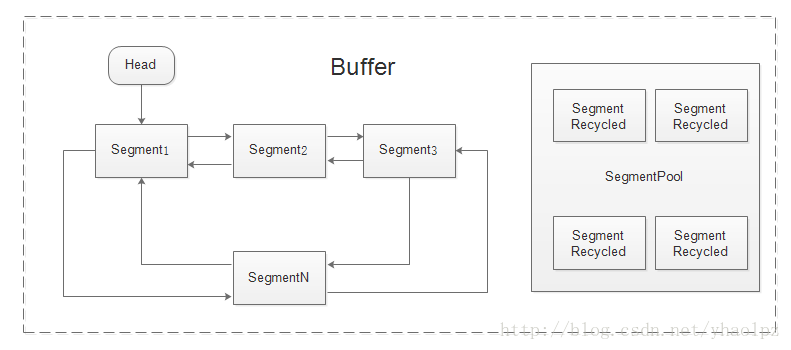 Buffer
Head
Segment1
Segment2
Segment3
SegmentN
Segment
Recycled
Segment
Recycled
SegmentPool
Segment
Recycled
Segment
Recycled
http://blog.csdn.net/yhaolpz